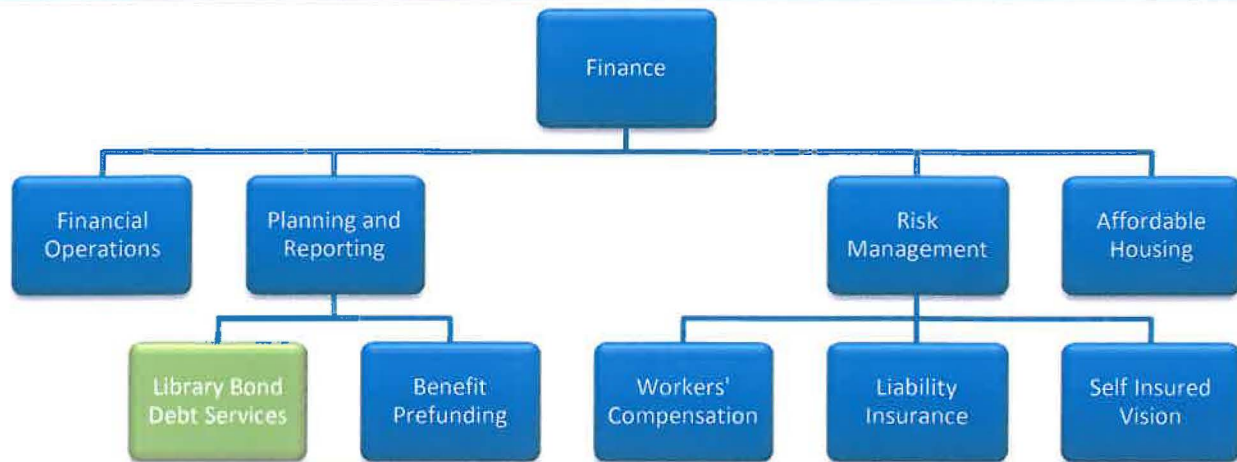 Finance
Financial
Operations
Planning and
Reporting
Risk
Management
Affordable
Housing
Library Bond
Debt Services
Benefit
Prefunding
Workers'
Compensation
Liability
Insurance
Self Insured
Vision